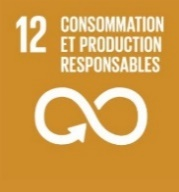 12 CONSOMMATION
ET PRODUCTION
RESPONSABLES